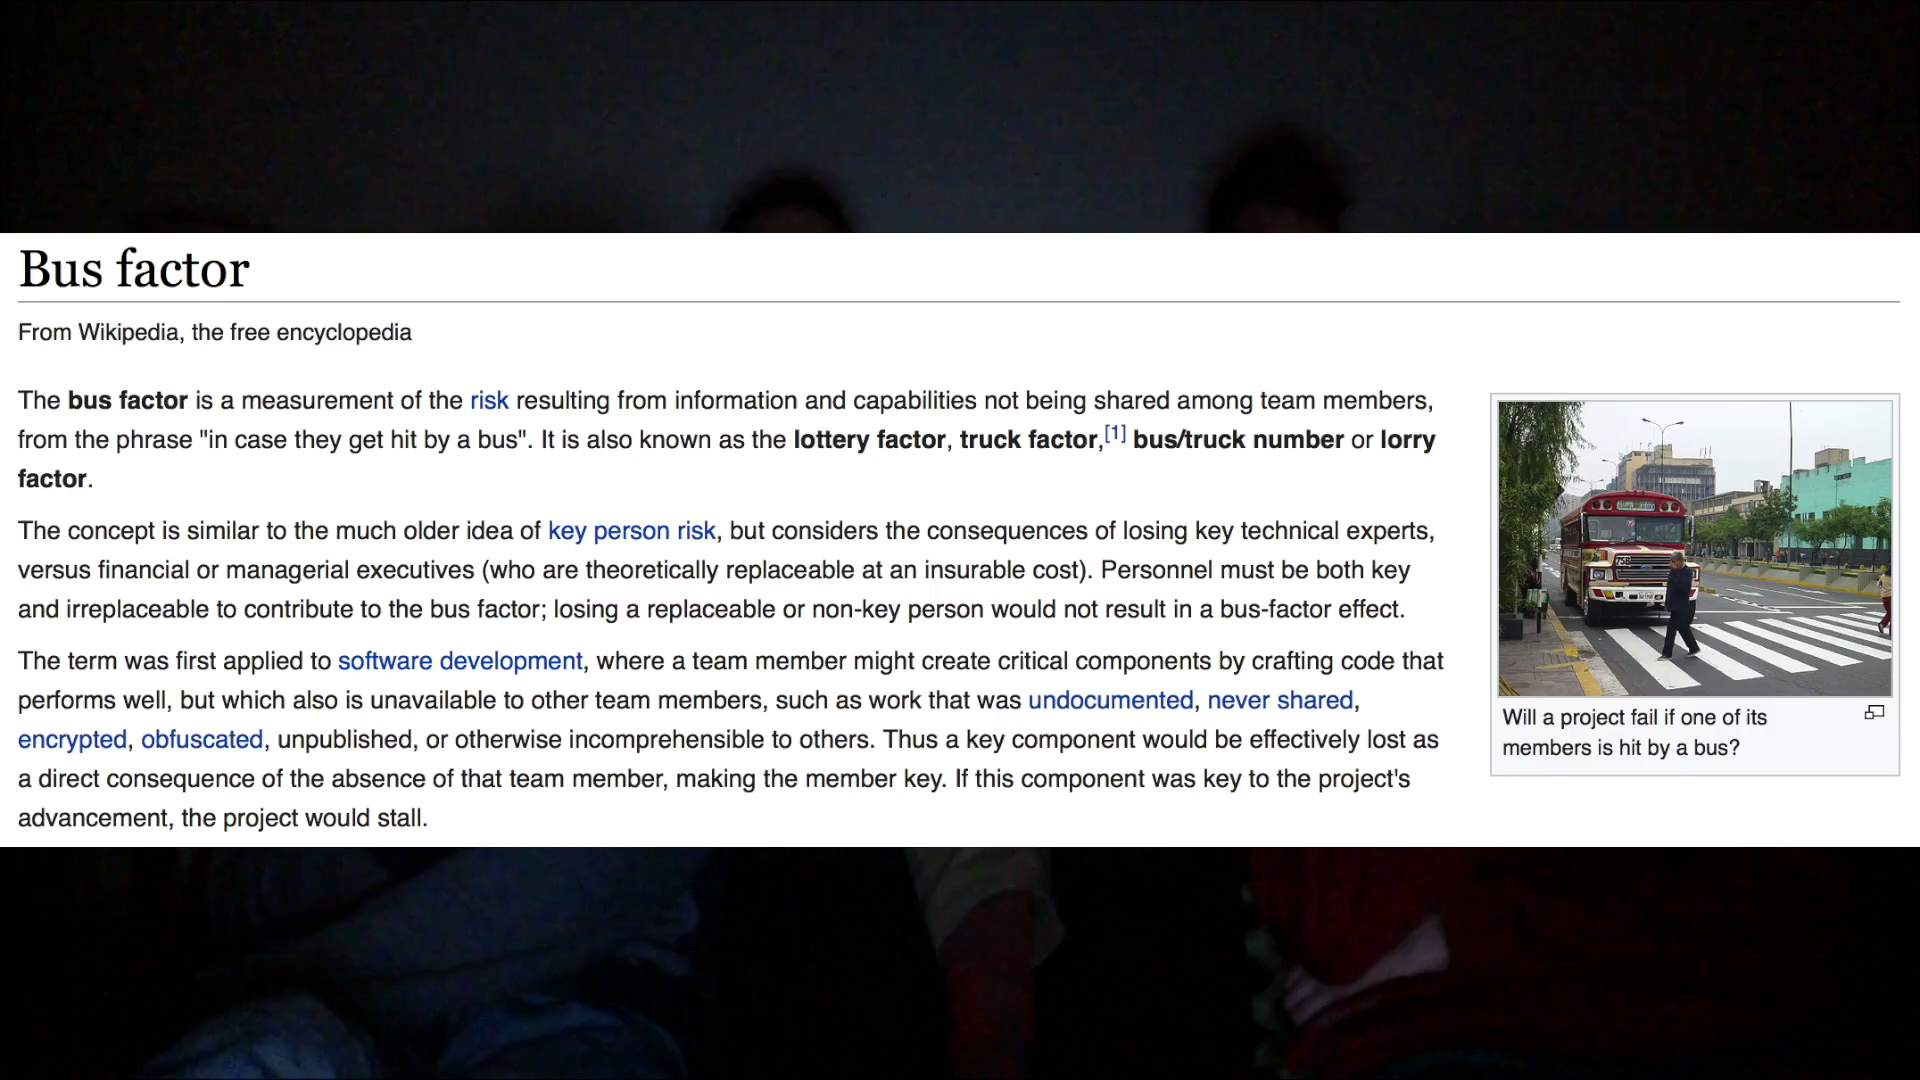 Bus factor
From Wikipedia, the free encyclopedia
The bus factor is a measurement of the risk resulting from information and capabilities not being shared among team members,
from the phrase "in case they get hit by a bus". It is also known as the lottery factor, truck factor,[1] bus/truck number or lorry
factor.
The concept is similar to the much older idea of key person risk, but considers the consequences of losing key technical experts,
versus financial or managerial executives (who are theoretically replaceable at an insurable cost). Personnel must be both key
and irreplaceable to contribute to the bus factor; losing a replaceable or non-key person would not result in a bus-factor effect.
The term was first applied to software development, where a team member might create critical components by crafting code that
performs well, but which also is unavailable to other team members, such as work that was undocumented, never shared,
encrypted, obfuscated, unpublished, or otherwise incomprehensible to others. Thus a key component would be effectively lost as
a direct consequence of the absence of that team member, making the member key. If this component was key to the project's
advancement, the project would stall.
Will a project fail if one of its
members is hit by a bus?